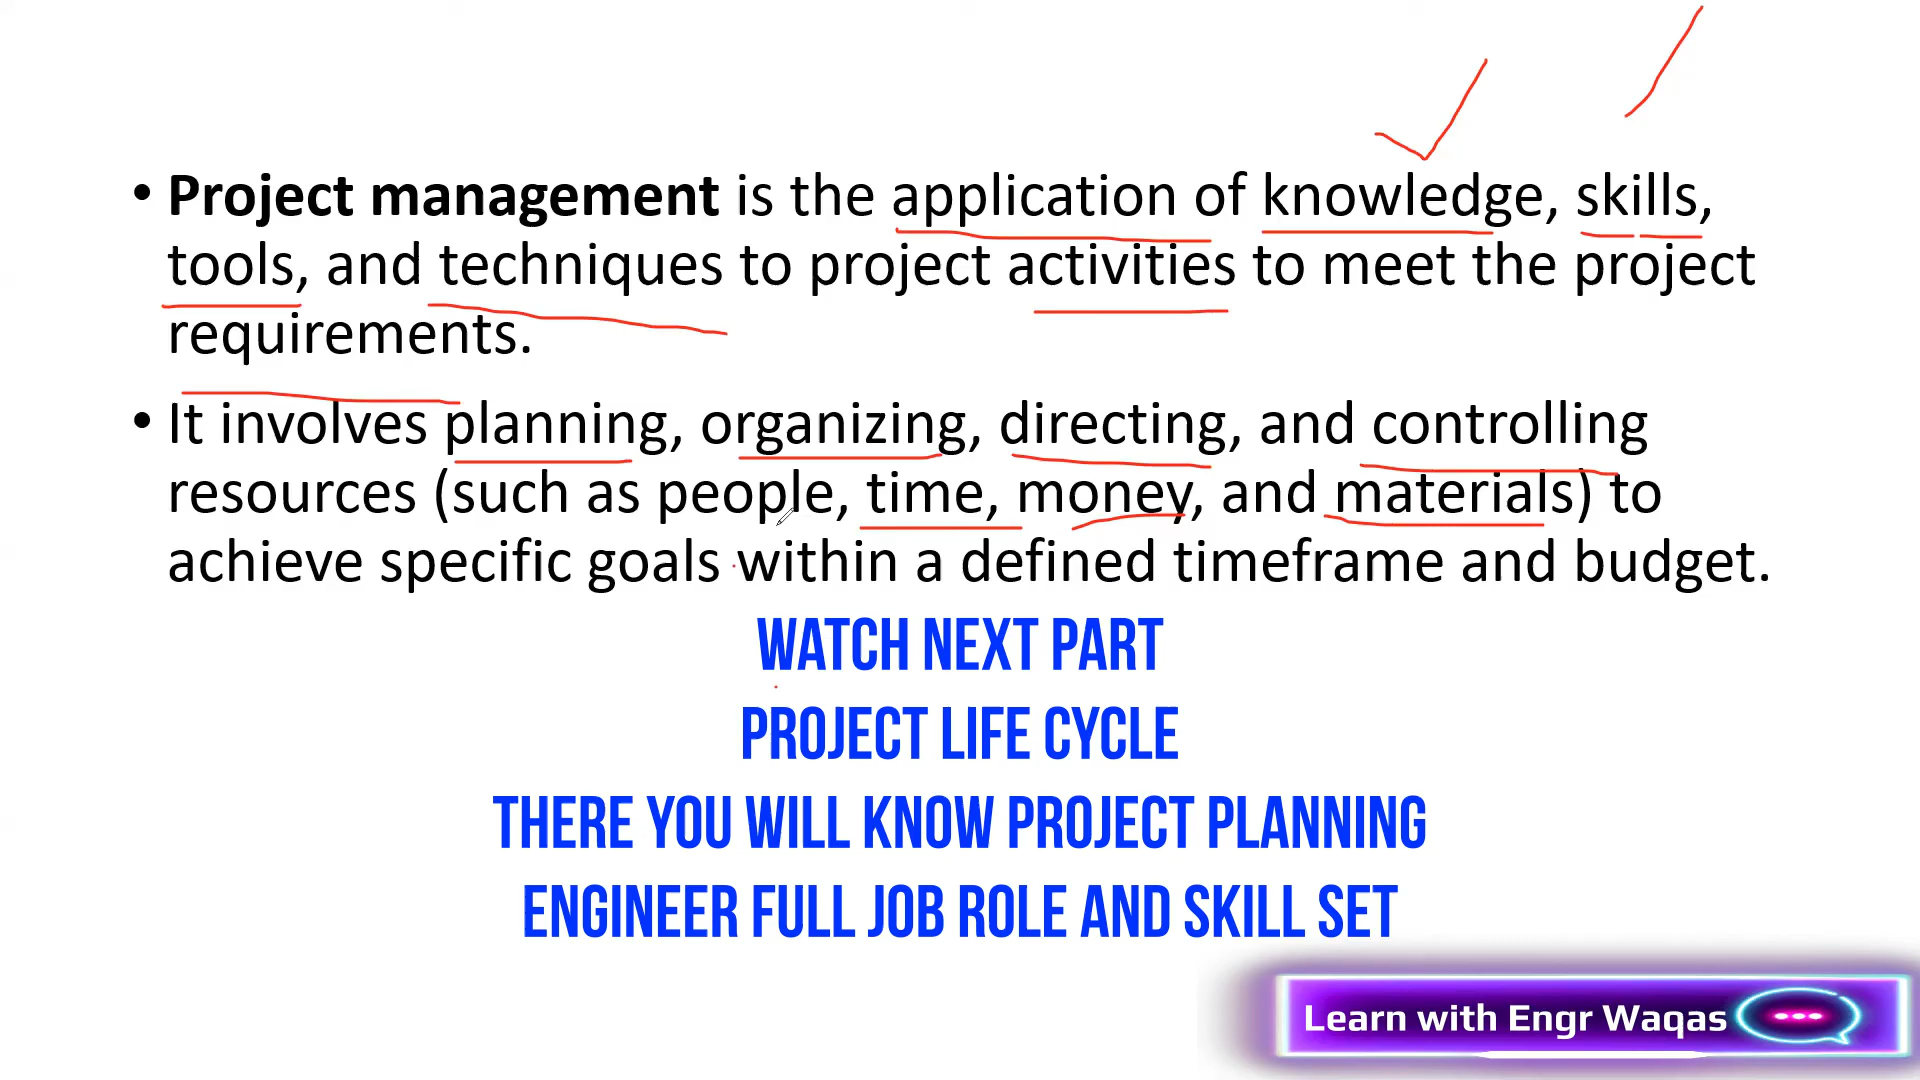 • Project management is the application of knowledge, skills,
tools, and techniques to project activities to meet the project
requirements.
• It involves planning, organizing, directing, and controlling
resources (such as people, time, money, and materials) to
achieve specific goals within a defined timeframe and budget.
WATCH NEXT PART
PROJECT LIFE CYCLE
THERE YOU WILL KNOW PROJECT PLANNING
ENGINEER FULL JOB ROLE AND SKILL SET
Learn with Engr Waqas